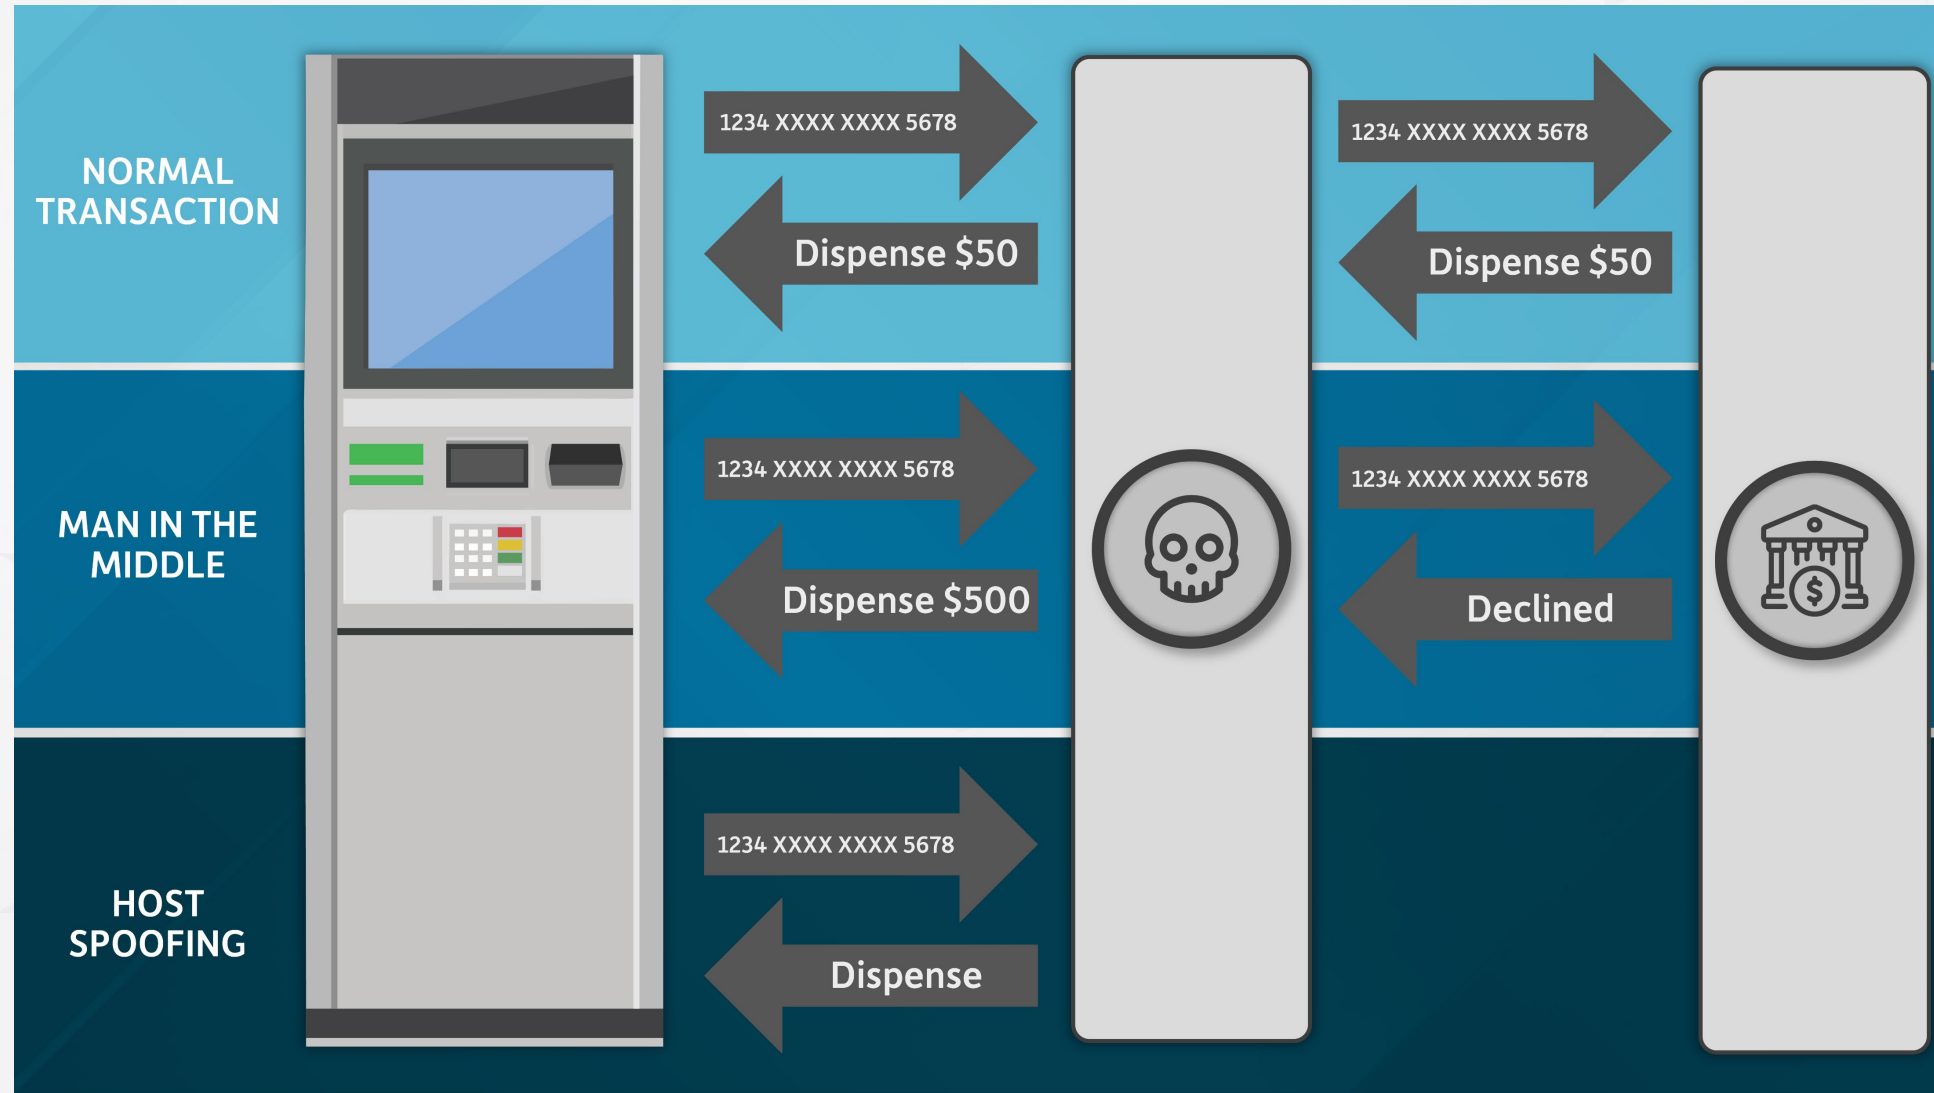 NORMAL
TRANSACTION
1234 XXXX XXXX 5678
1234 XXXX XXXX 5678
Dispense $50
Dispense $50
MAN IN THE
MIDDLE
1234 XXXX XXXX 5678
1234 XXXX XXXX 5678
Dispense $500
Declined
$
HOST
SPOOFING
1234 XXXX XXXX 5678
Dispense